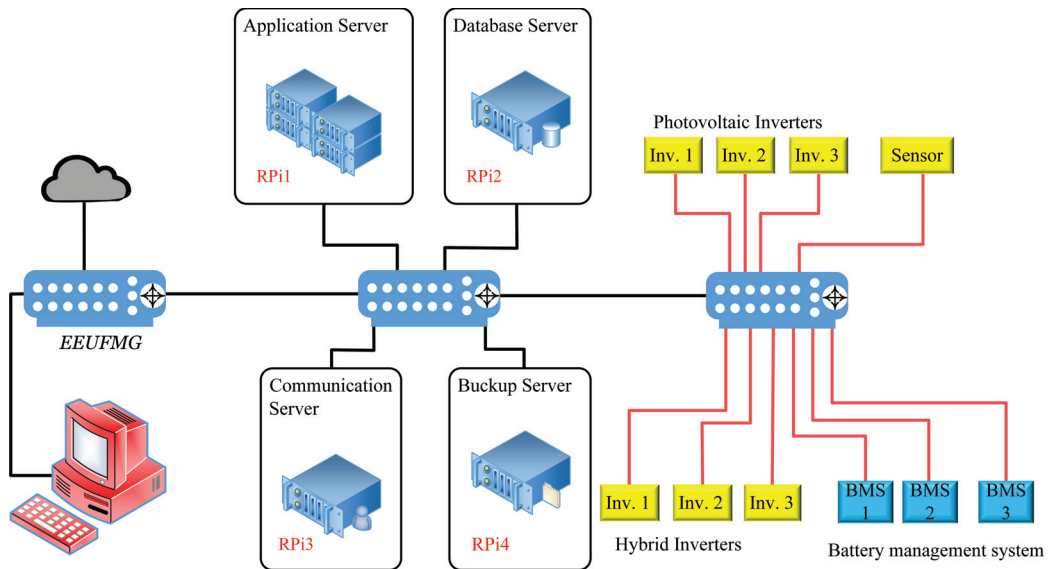 Application Server
RPi1
Database Server
RPi2
Photovoltaic Inverters
Inv. 1
Inv. 2
Inv. 3
Sensor
EEUFMG
Communication
Server
RPi3
Buckup Server
RPi4
Inv. 1
Inv. 2
Inv. 3
Hybrid Inverters
BMS
1
BMS
2
BMS
3
Battery management system